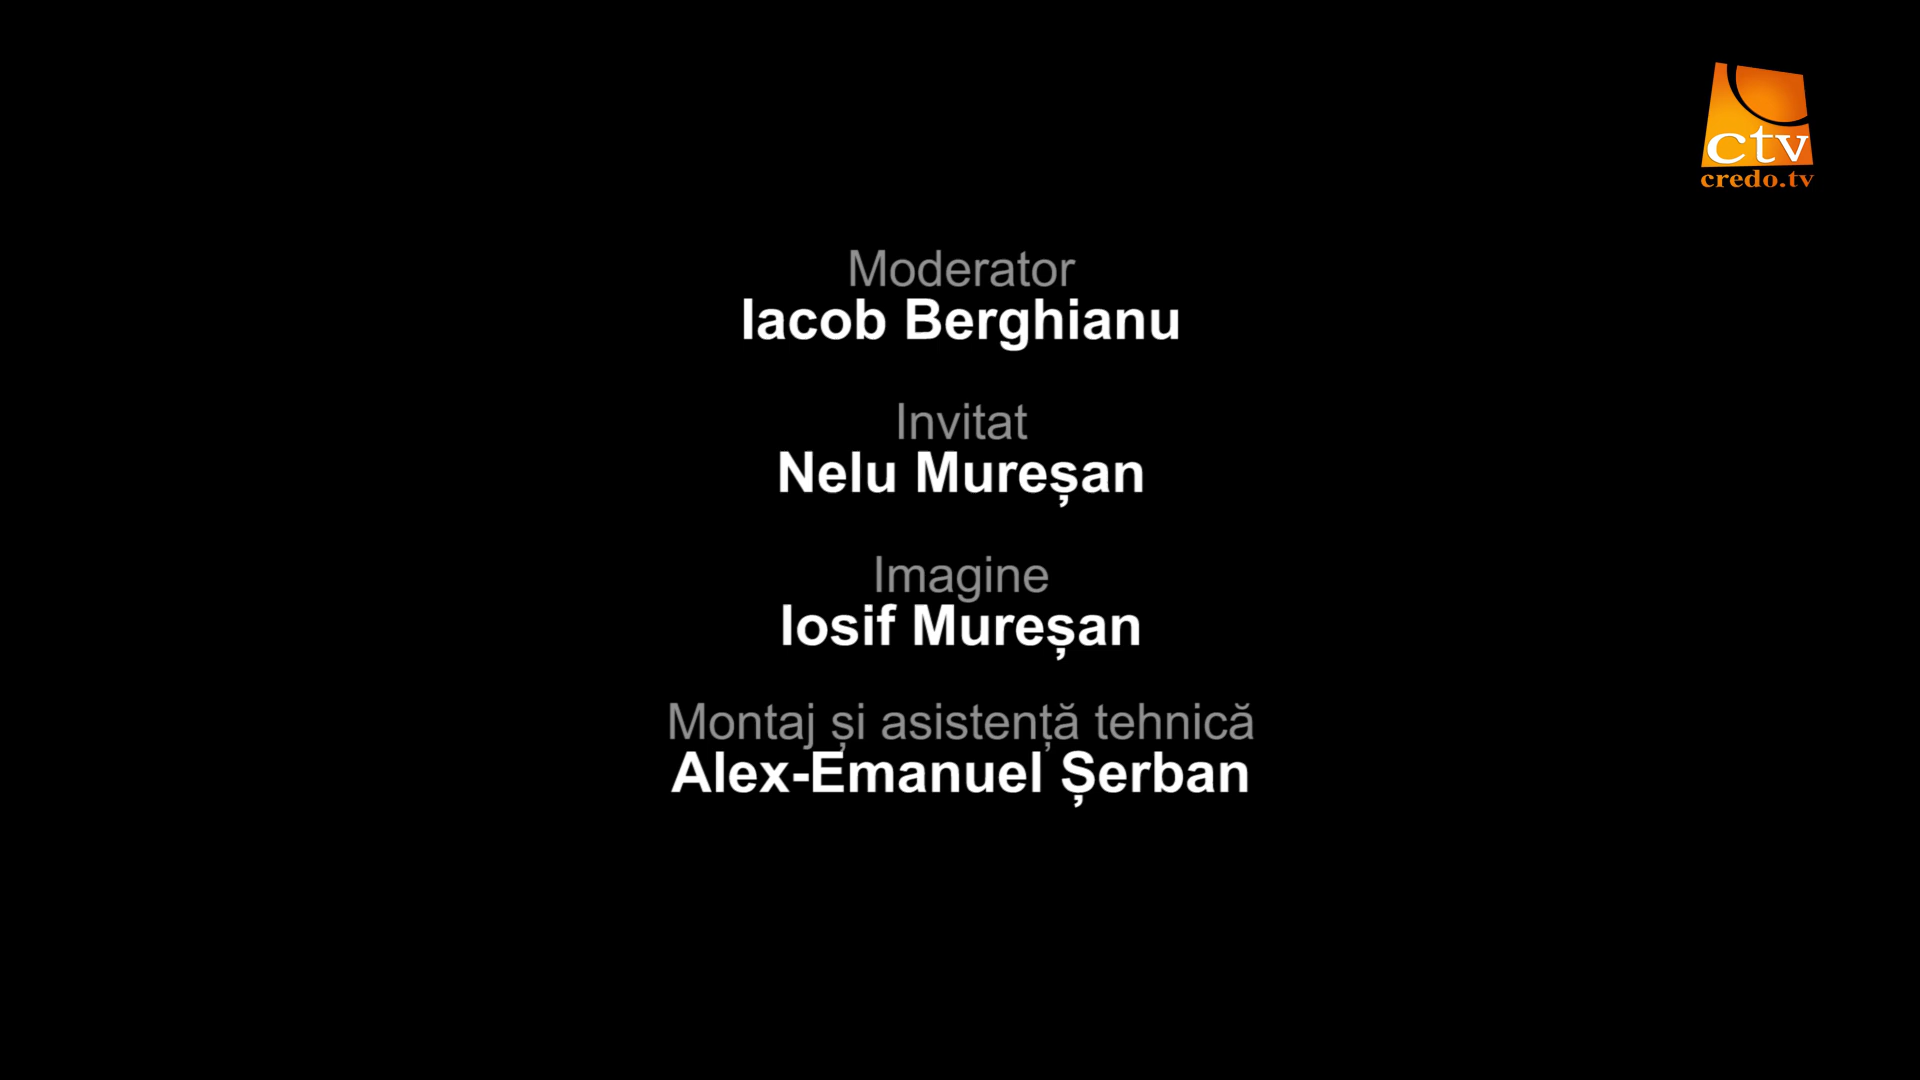 ctv
credo.tv
Moderator
Iacob Berghianu
Invitat
Nelu Mureșan
Imagine
Iosif Mureșan
Montaj și asistență tehnică
Alex-Emanuel Șerban